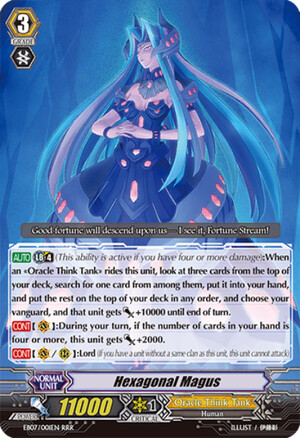 3
GRADE
Good fortune will descend upon us — I see it, Fortune Stream!
AUTO LB4 (This ability is active if you have four or more damage):When
an «Oracle Think Tank» rides this unit, look at three cards from the top of
your deck, search for one card from among them, put it into your hand,
and put the rest on the top of your deck in any order, and choose your
vanguard, and that unit gets +10000 until end of turn.
CONT :During your turn, if the number of cards in your hand is
four or more, this unit gets +2000.
CONT :Lord (If you have a unit without a same clan as this unit, this unit cannot attack)
NORMAL
UNIT
Hexagonal Magus
11000
1
CRITICAL
Oracle Think Tank
Human
EB07/001EN RRR
ILLUST / 伊藤彰